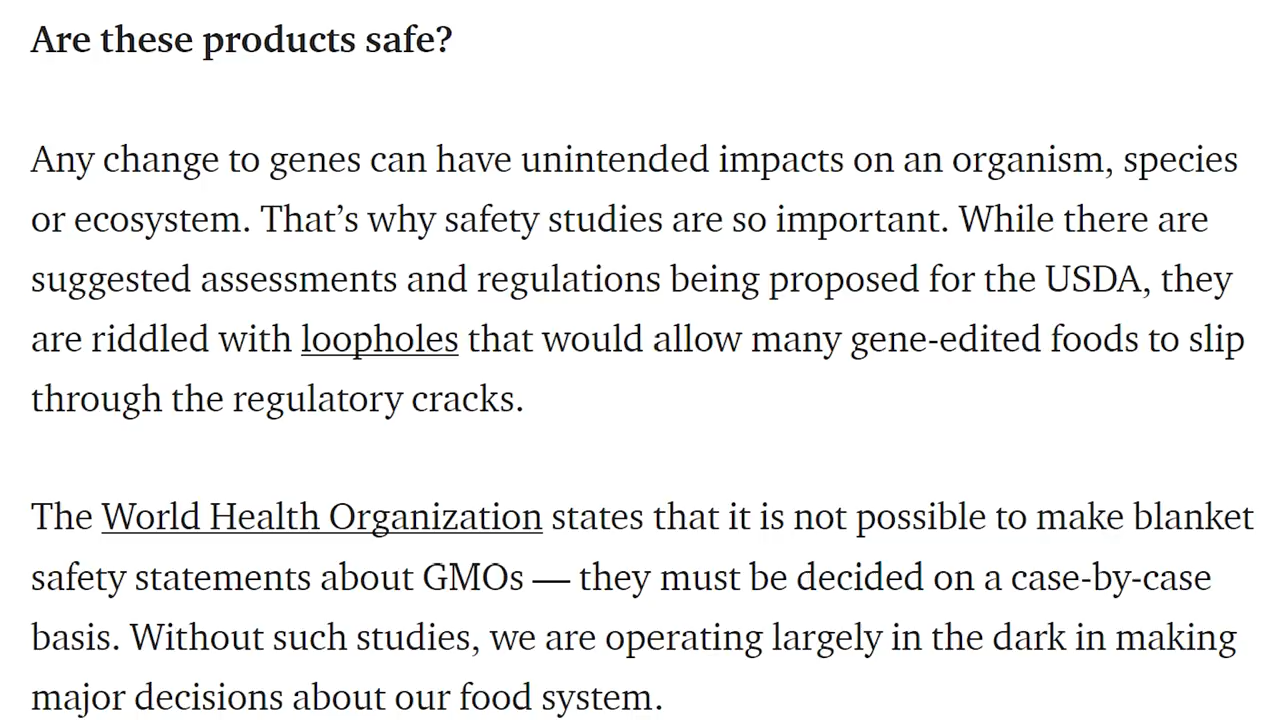 Are these products safe?
Any change to genes can have unintended impacts on an organism, species
or ecosystem. That’s why safety studies are so important. While there are
suggested assessments and regulations being proposed for the USDA, they
are riddled with loopholes that would allow many gene-edited foods to slip
through the regulatory cracks.
The World Health Organization states that it is not possible to make blanket
safety statements about GMOs — they must be decided on a case-by-case
basis. Without such studies, we are operating largely in the dark in making
major decisions about our food system.